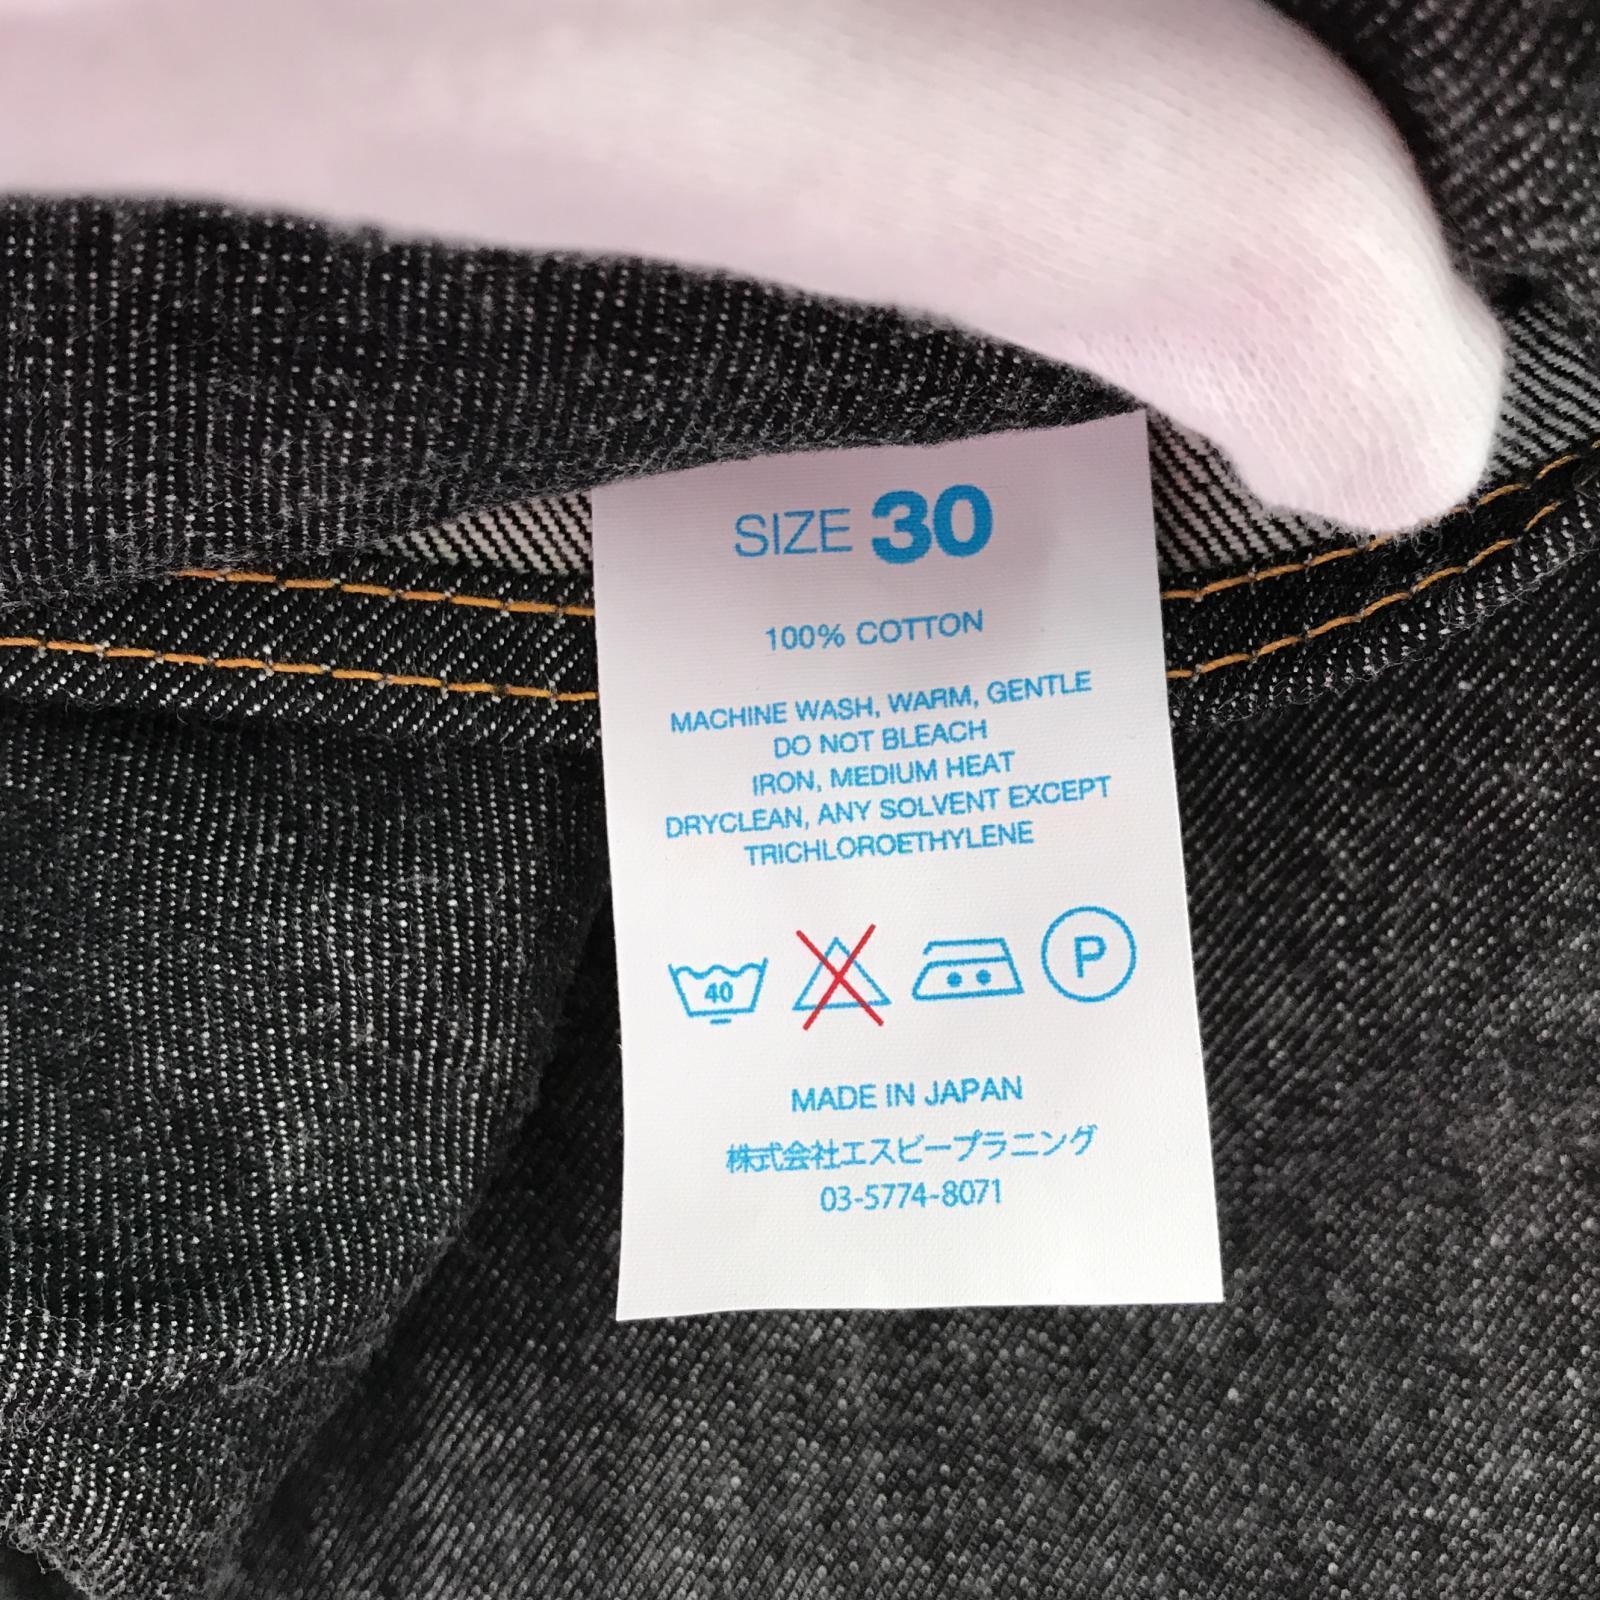 SIZE 30
100% COTTON
MACHINE WASH, WARM, GENTLE
DO NOT BLEACH
IRON, MEDIUM HEAT
DRYCLEAN, ANY SOLVENT EXCEPT
TRICHLOROETHYLENE
40 P
MADE IN JAPAN
株式会社エスピープラニング
03-5774-8071